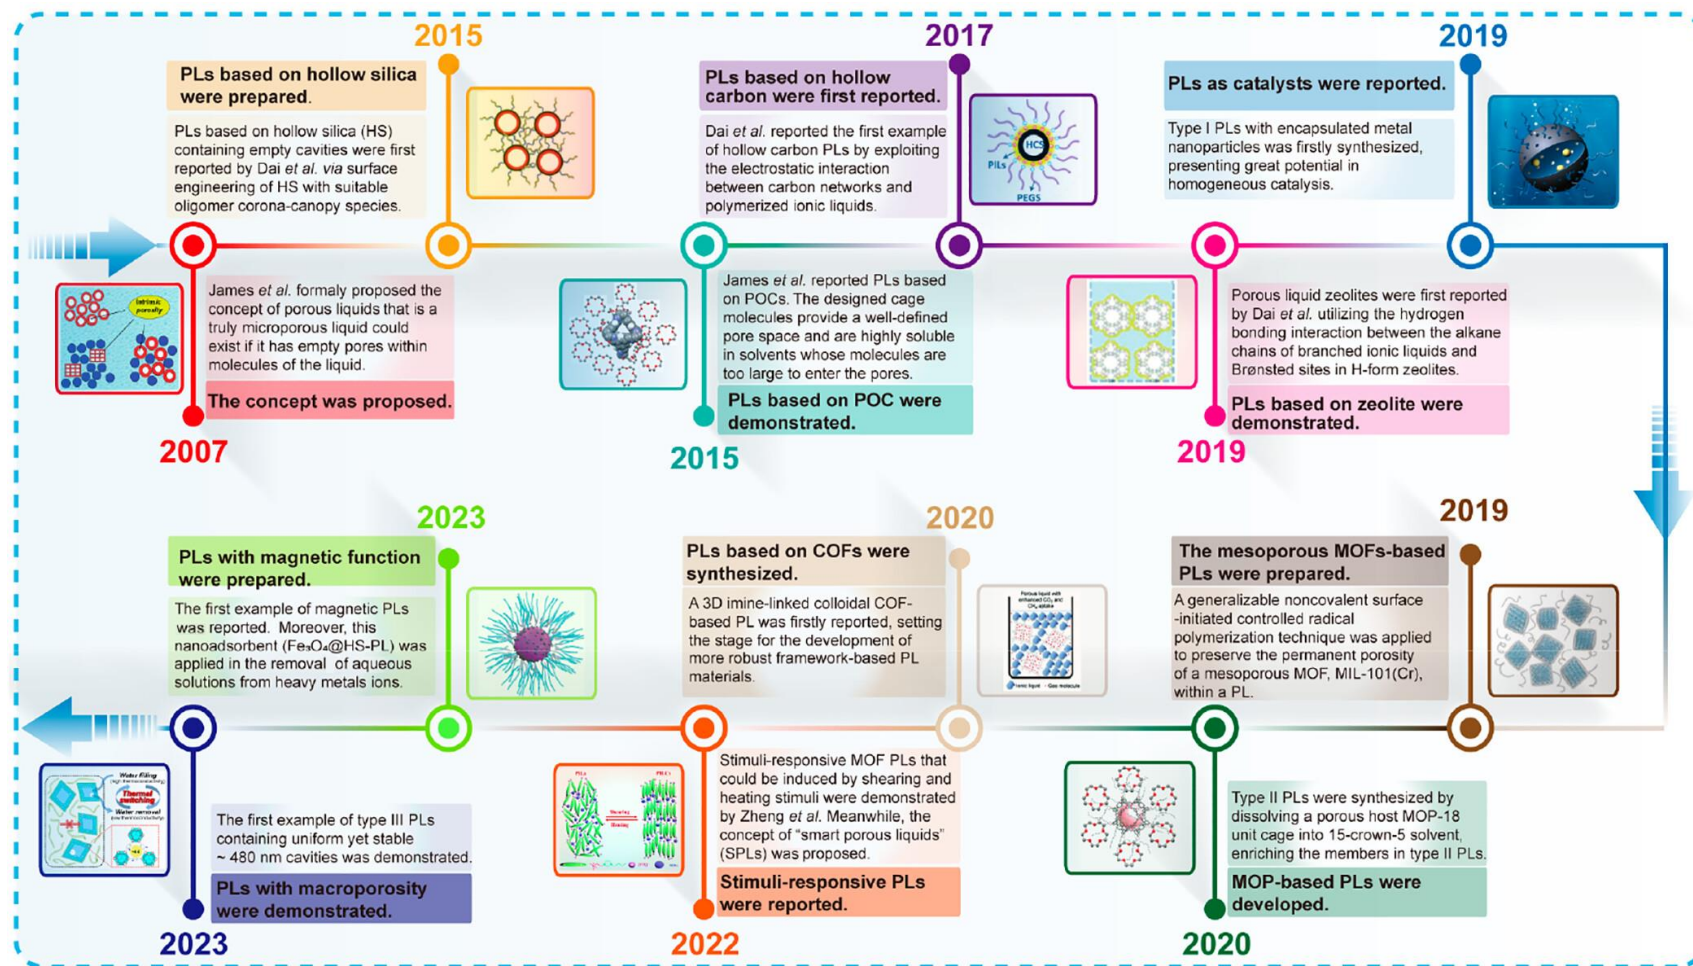 2015
PLs based on hollow silica
were prepared.
PLs based on hollow silica (HS)
containing empty cavities were first
reported by Dai et al. via surface
engineering of HS with suitable
oligomer corona-canopy species.
2017
PLs based on hollow
carbon were first reported.
Dai et al. reported the first example
of hollow carbon PLs by exploiting
the electrostatic interaction
between carbon networks and
polymerized ionic liquids.
HCS
PILs
PEGS
2019
PLs as catalysts were reported.
Type I PLs with encapsulated metal
nanoparticles was firstly synthesized,
presenting great potential in
homogeneous catalysis.
Intrinsic
porosity
James et al. formaly proposed the
concept of porous liquids that is a
truly microporous liquid could
exist if it has empty pores within
molecules of the liquid.
The concept was proposed.
2007
James et al. reported PLs based
on POCs. The designed cage
molecules provide a well-defined
pore space and are highly soluble
in solvents whose molecules are
too large to enter the pores.
PLs based on POC were
demonstrated.
2015
Porous liquid zeolites were first reported
by Dai et al. utilizing the hydrogen
bonding interaction between the alkane
chains of branched ionic liquids and
Brønsted sites in H-form zeolites.
PLs based on zeolite were
demonstrated.
2019
2019
The mesoporous MOFs-based
PLs were prepared.
A generalizable noncovalent surface
-initiated controlled radical
polymerization technique was applied
to preserve the permanent porosity
of a mesoporous MOF, MIL-101(Cr),
within a PL.
2020
PLs based on COFs were
synthesized.
A 3D imine-linked colloidal COF-
based PL was firstly reported, setting
the stage for the development of
more robust framework-based PL
materials.
Porous liquid with
enhanced CO₂ and
CH₄ uptake
Ionic liquid
Gas molecule
2023
PLs with magnetic function
were prepared.
The first example of magnetic PLs
was reported. Moreover, this
nanoadsorbent (Fe₃O₄@HS-PL) was
applied in the removal of aqueous
solutions from heavy metals ions.
Type II PLs were synthesized by
dissolving a porous host MOP-18
unit cage into 15-crown-5 solvent,
enriching the members in type II PLs.
MOP-based PLs were
developed.
2020
Stimuli-responsive MOF PLs that
could be induced by shearing and
heating stimuli were demonstrated
by Zheng et al. Meanwhile, the
concept of “smart porous liquids”
(SPLs) was proposed.
Stimuli-responsive PLs
were reported.
2022
Water filling
Thermal
switching
Water removal
The first example of type III PLs
containing uniform yet stable
~ 480 nm cavities was demonstrated.
PLs with macroporosity
were demonstrated.
2023